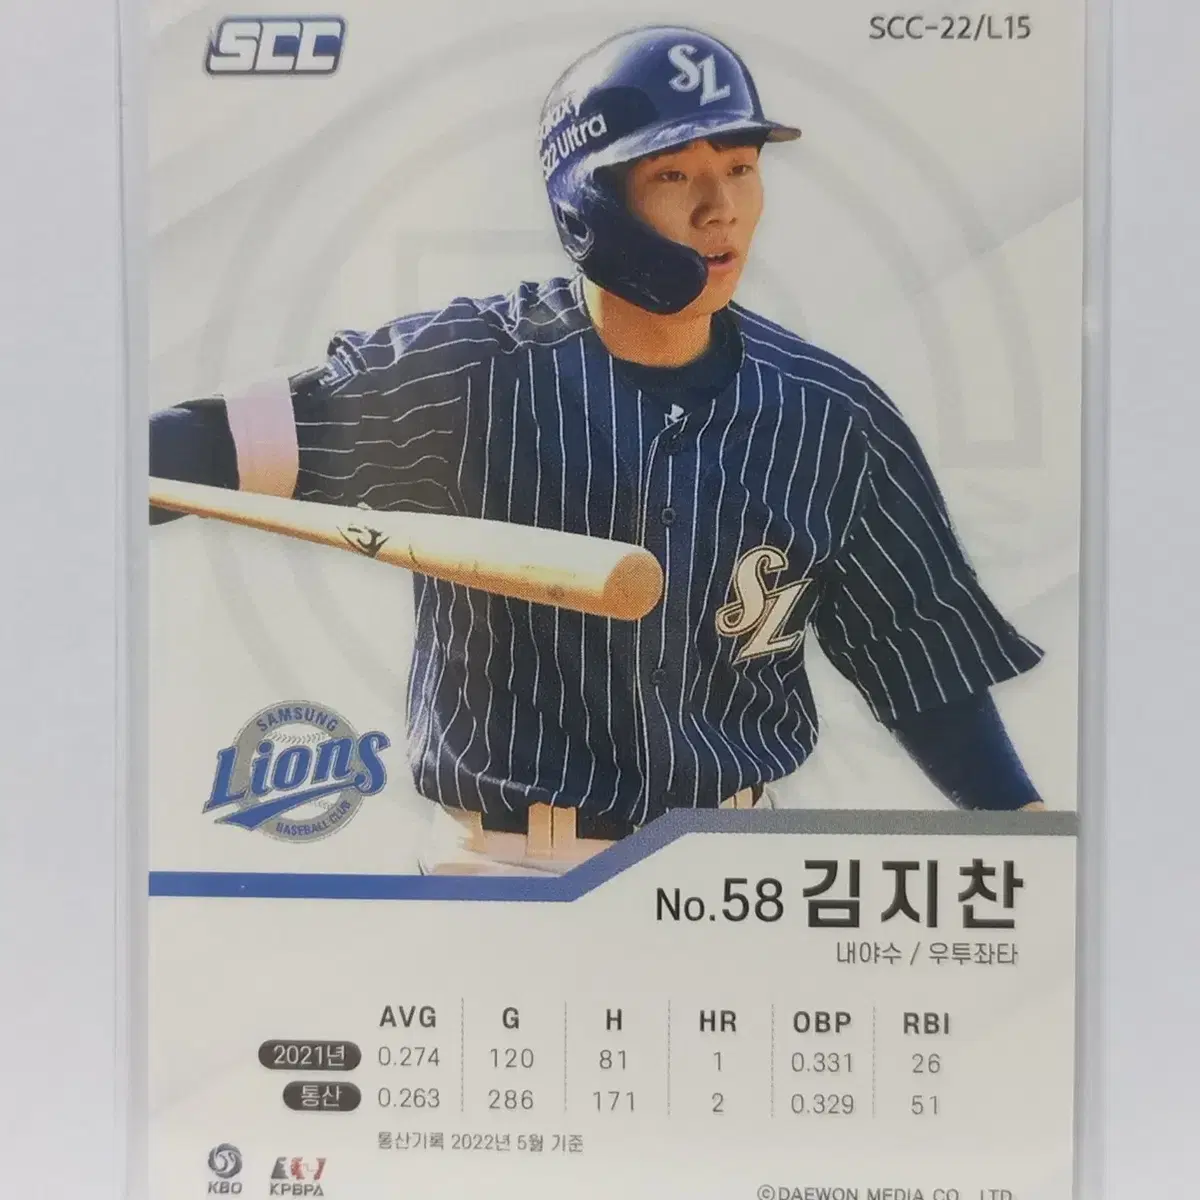 SCC
SCC-22/L15
SL
Galaxy
S22 Ultra
SL
SAMSUNG
Lions
BASEBALL CLUB
No.58 김지찬
내야수 / 우투좌타
AVG G H HR OBP RBI
2021년 0.274 120 81 1 0.331 26
통산 0.263 286 171 2 0.329 51
통산기록 2022년 5월 기준
KBO KPBPA
©DAEWON MEDIA CO., LTD.